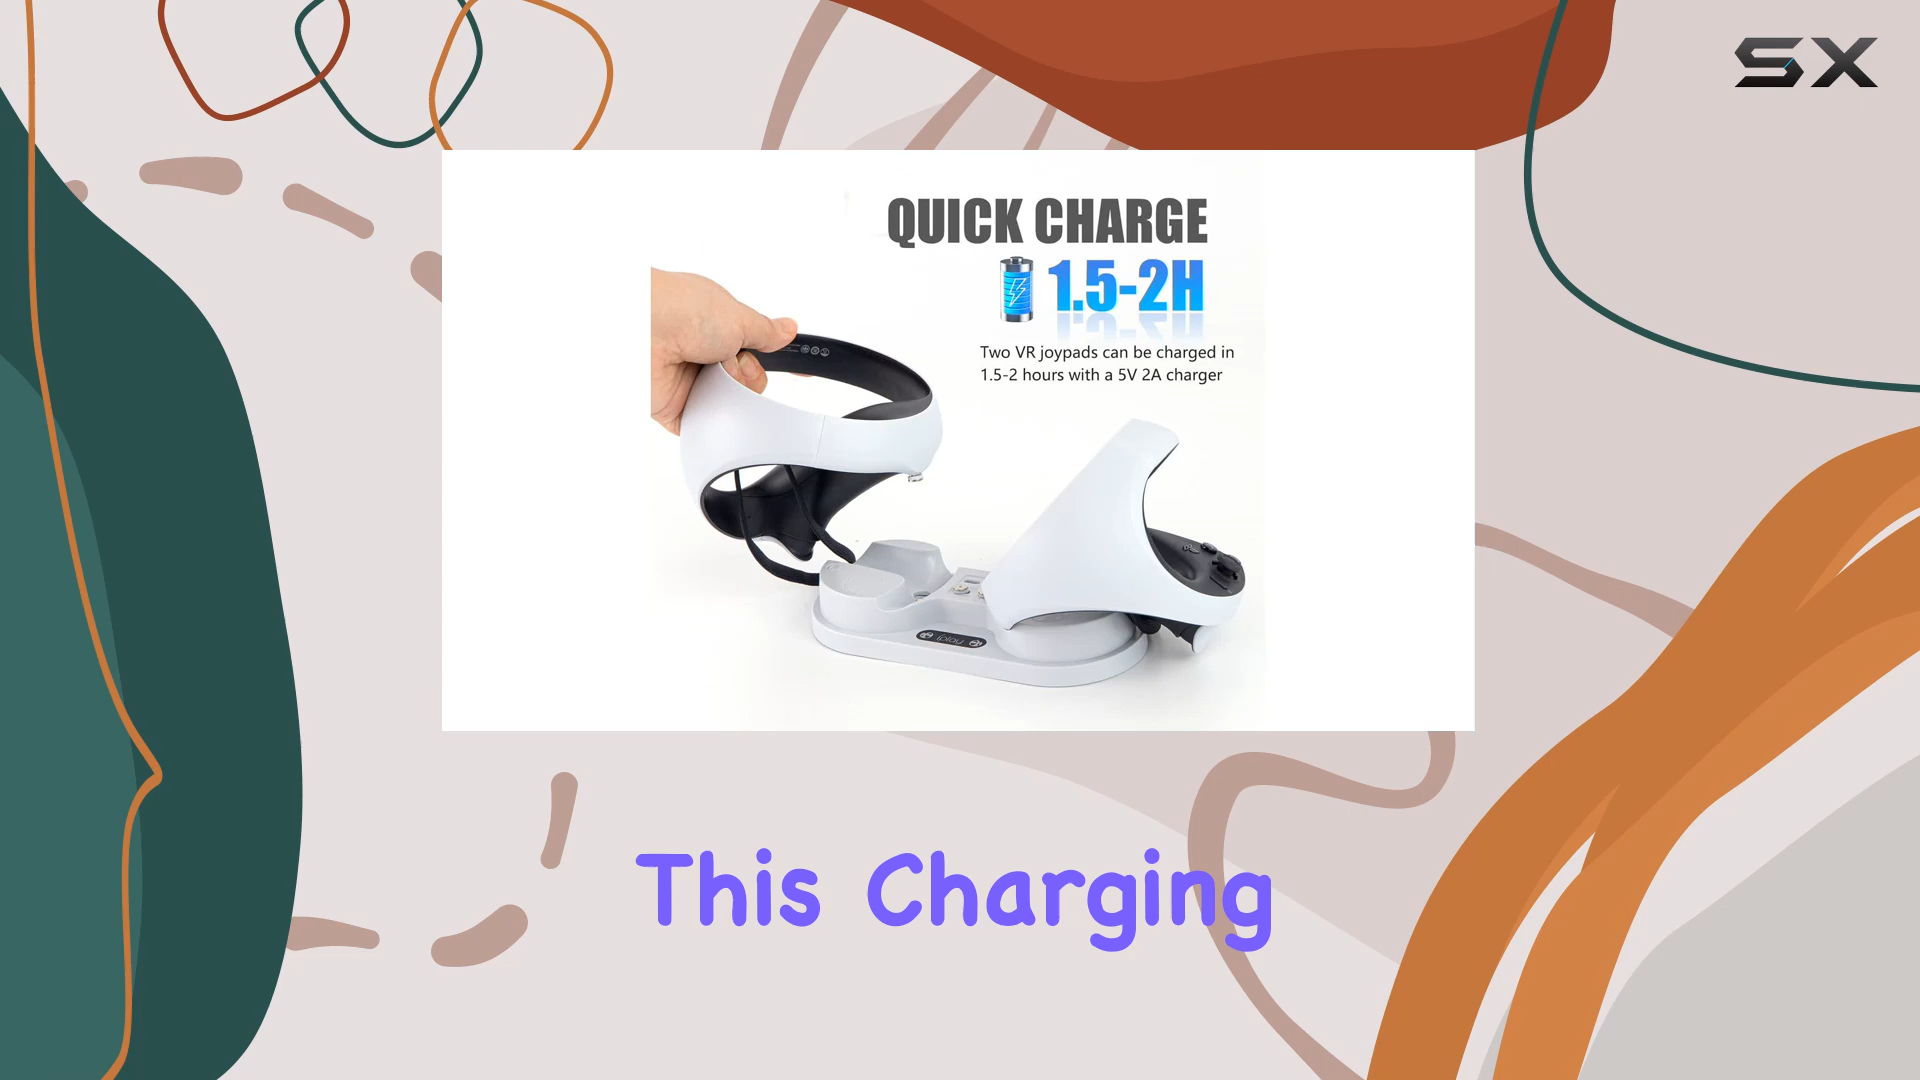 SX
QUICK CHARGE
1.5-2H
Two VR joypads can be charged in
1.5-2 hours with a 5V 2A charger
iplay
This Charging